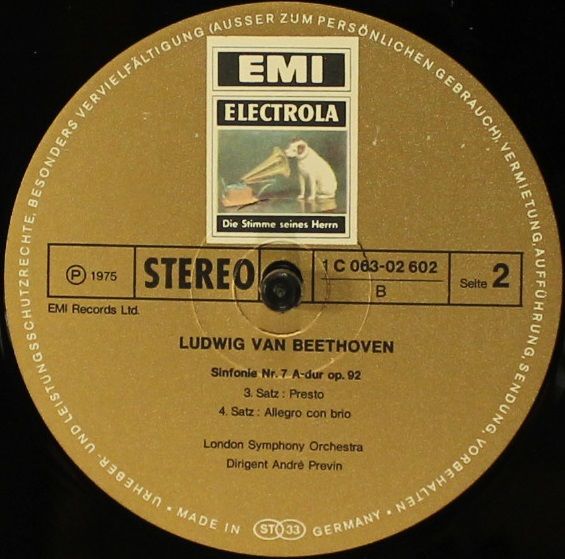 URHEBER- UND LEISTUNGSSCHUTZRECHTE, BESONDERS VERVIELFÄLTIGUNG (AUSSER ZUM PERSÖNLICHEN GEBRAUCH), VERMIETUNG, AUFFÜHRUNG, SENDUNG, VORBEHALTEN •
EMI
ELECTROLA
Die Stimme seines Herrn
Ⓟ 1975
STEREO
1 C 063-02 602
B
Seite 2
EMI Records Ltd.
LUDWIG VAN BEETHOVEN
Sinfonie Nr. 7 A-dur op. 92
3. Satz : Presto
4. Satz : Allegro con brio
London Symphony Orchestra
Dirigent André Previn
• MADE IN ST 33 GERMANY •